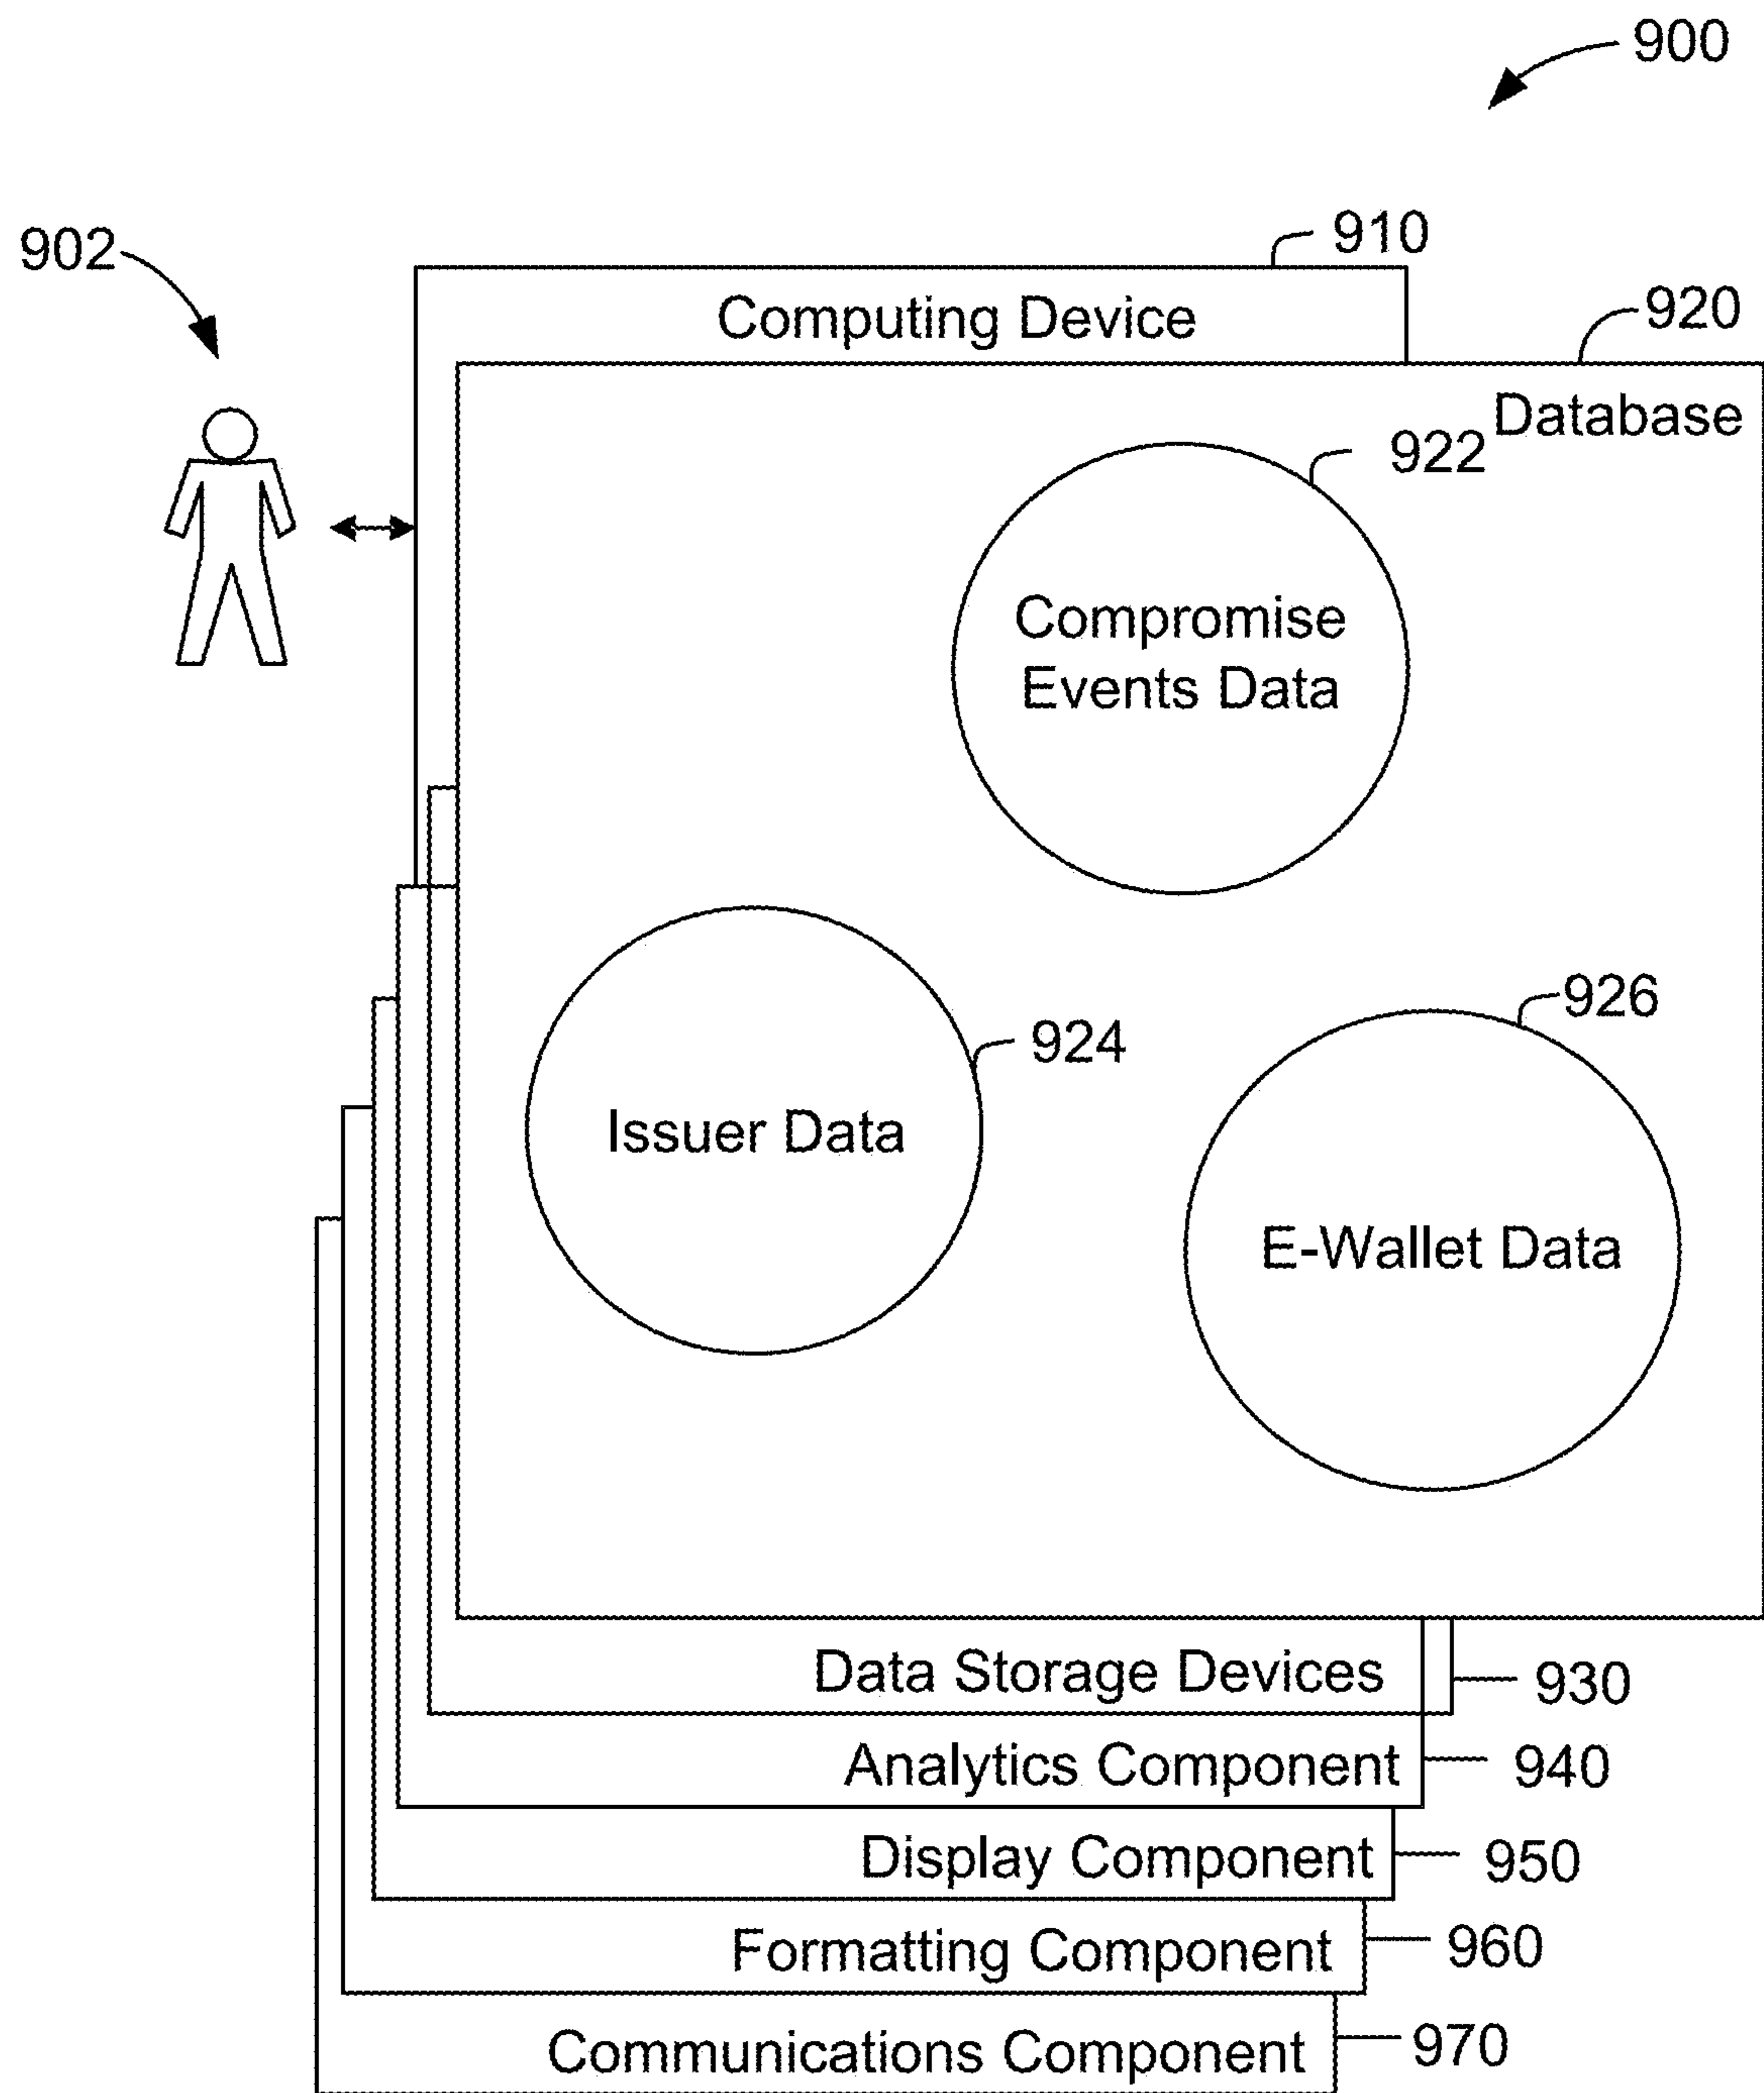 900
902
910
Computing Device
920
Database
922
Compromise
Events Data
924
926
Issuer Data
E-Wallet Data
Data Storage Devices
930
Analytics Component
940
Display Component
950
Formatting Component
960
Communications Component
970